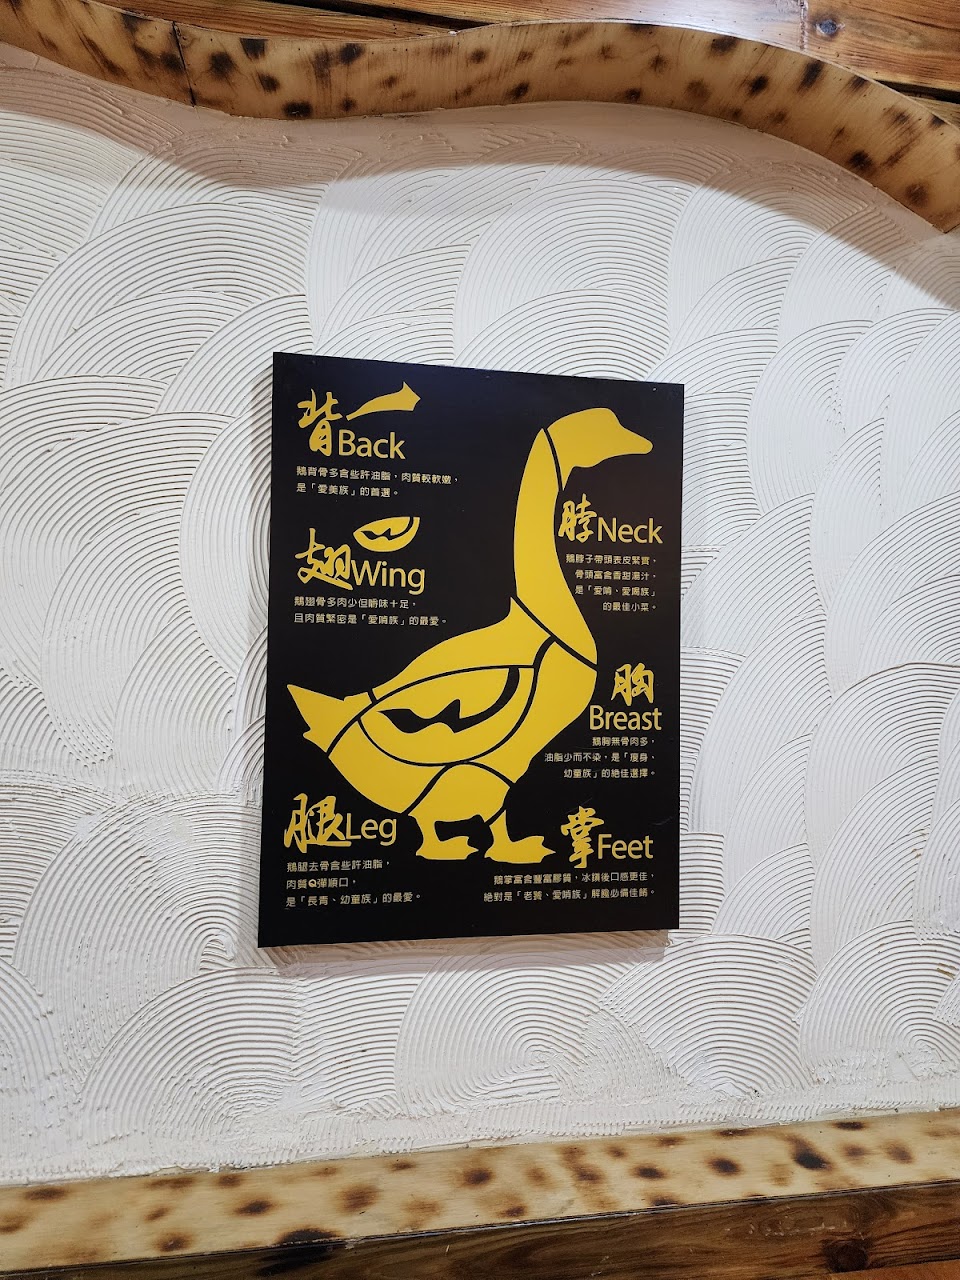 背Back
鵝背骨多含些許油脂，肉質較軟嫩，
是「愛美族」的首選。
翅Wing
鵝翅骨多肉少但嚼味十足，
且肉質緊密是「愛啃族」的最愛。
脖Neck
鵝脖子帶頭表皮緊實，
骨頭富含香甜湯汁，
是「愛啃、愛嘴族」
的最佳小菜。
胸
Breast
鵝胸無骨肉多，
油脂少而不柴，是「瘦身、
幼童族」的絕佳選擇。
腿Leg
鵝腿去骨含些許油脂，
肉質Q彈順口，
是「長青、幼童族」的最愛。
掌Feet
鵝掌富含豐富膠質，冰鎮後口感更佳，
絕對是「老饕、愛啃族」解饞必備佳餚。